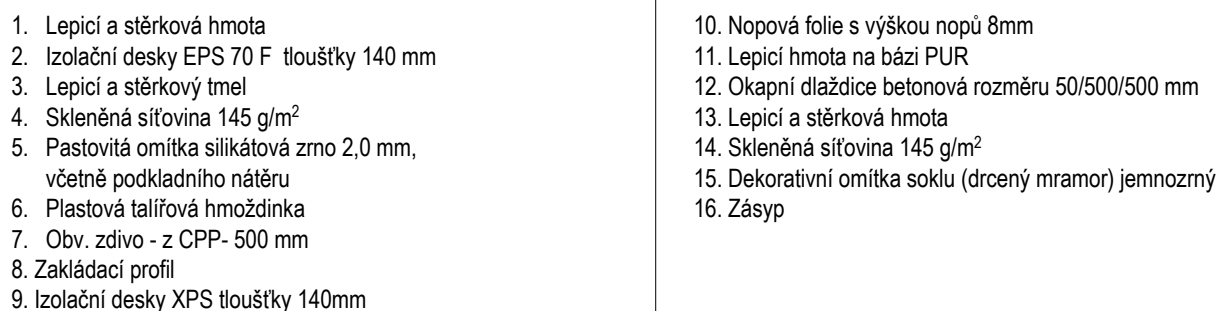 1. Lepicí a stěrková hmota
2. Izolační desky EPS 70 F tloušťky 140 mm
3. Lepicí a stěrkový tmel
4. Skleněná síťovina 145 g/m²
5. Pastovitá omítka silikátová zrno 2,0 mm,
včetně podkladního nátěru
6. Plastová talířová hmoždinka
7. Obv. zdivo - z CPP- 500 mm
8. Zakládací profil
9. Izolační desky XPS tloušťky 140mm
10. Nopová folie s výškou nopů 8mm
11. Lepicí hmota na bázi PUR
12. Okapní dlaždice betonová rozměru 50/500/500 mm
13. Lepicí a stěrková hmota
14. Skleněná síťovina 145 g/m²
15. Dekorativní omítka soklu (drcený mramor) jemnozrný
16. Zásyp